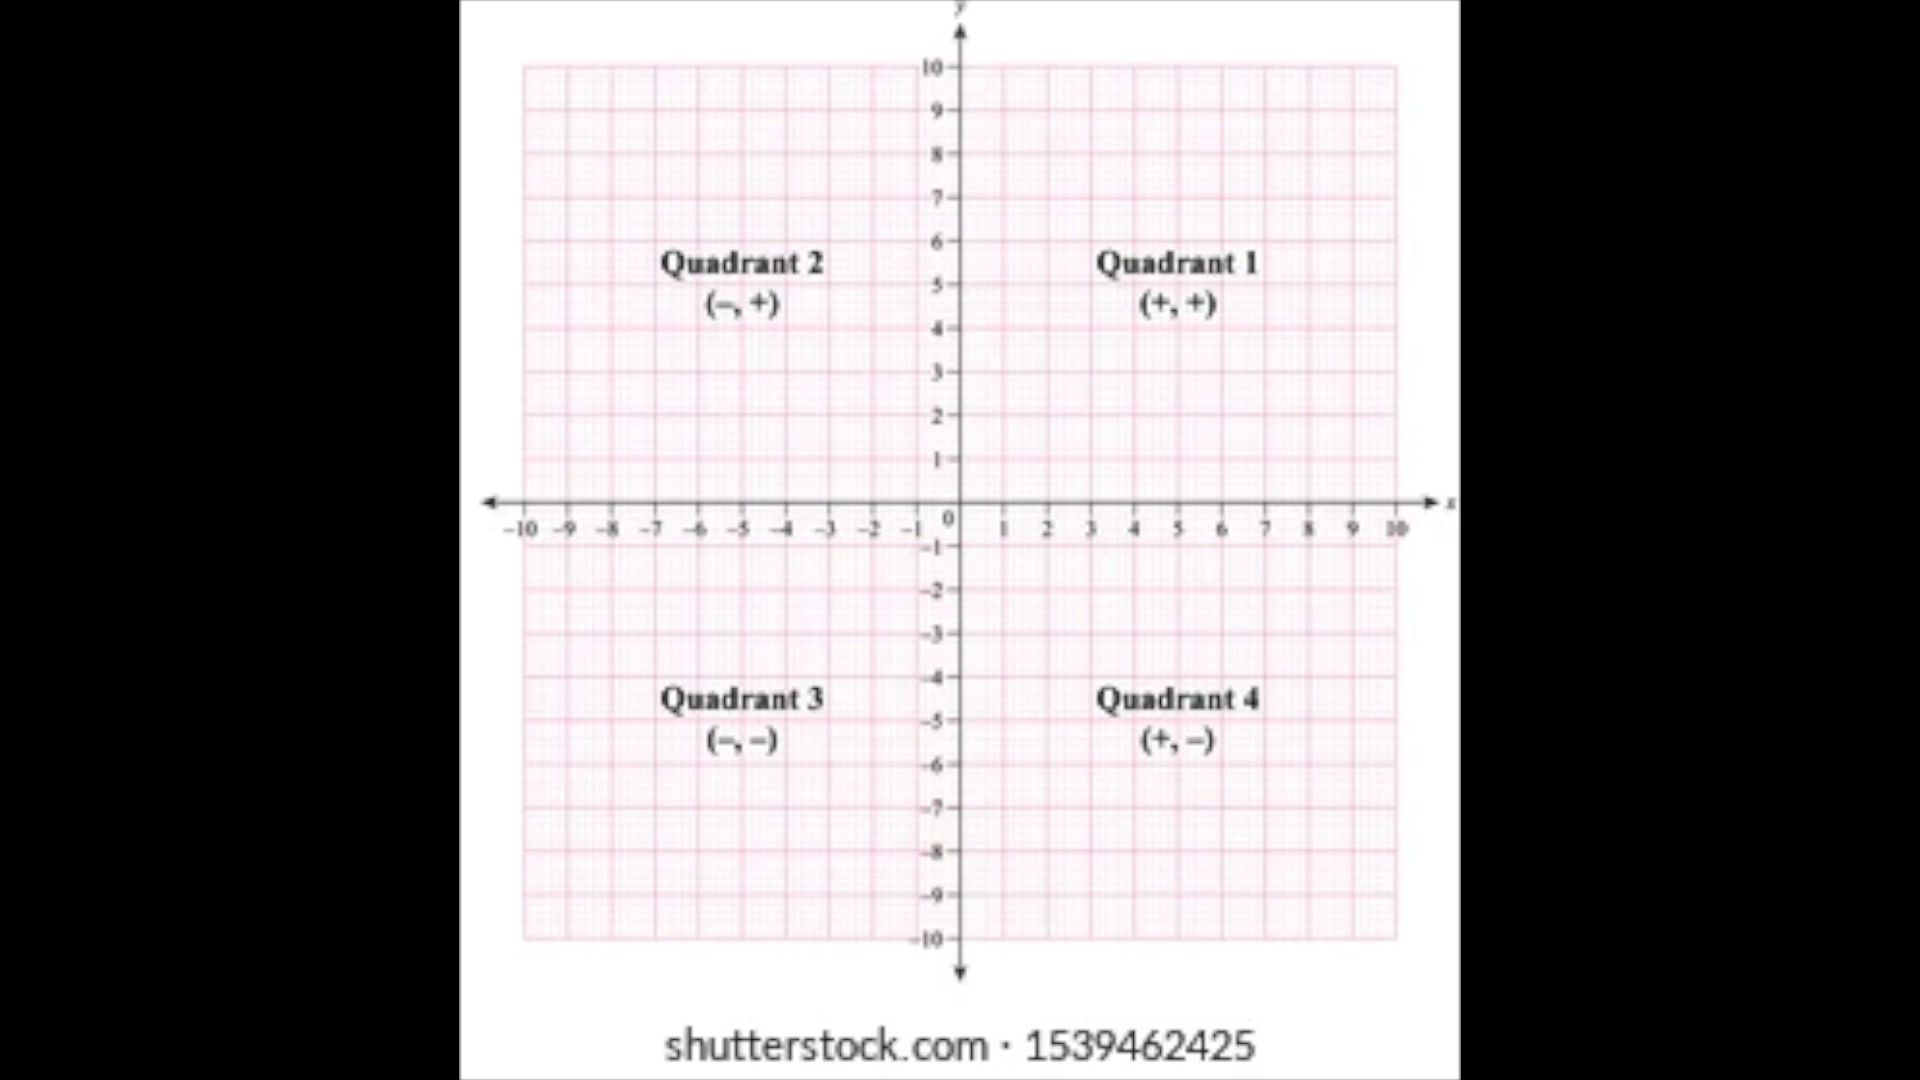 y
10
9
8
7
6
Quadrant 2 Quadrant 1
(–, +) 5 (+, +)
4
3
2
1
x
–10 –9 –8 –7 –6 –5 –4 –3 –2 –1 0 1 2 3 4 5 6 7 8 9 10
–1
–2
–3
–4
Quadrant 3 Quadrant 4
(–, –) –5 (+, –)
–6
–7
–8
–9
–10
shutterstock.com · 1539462425